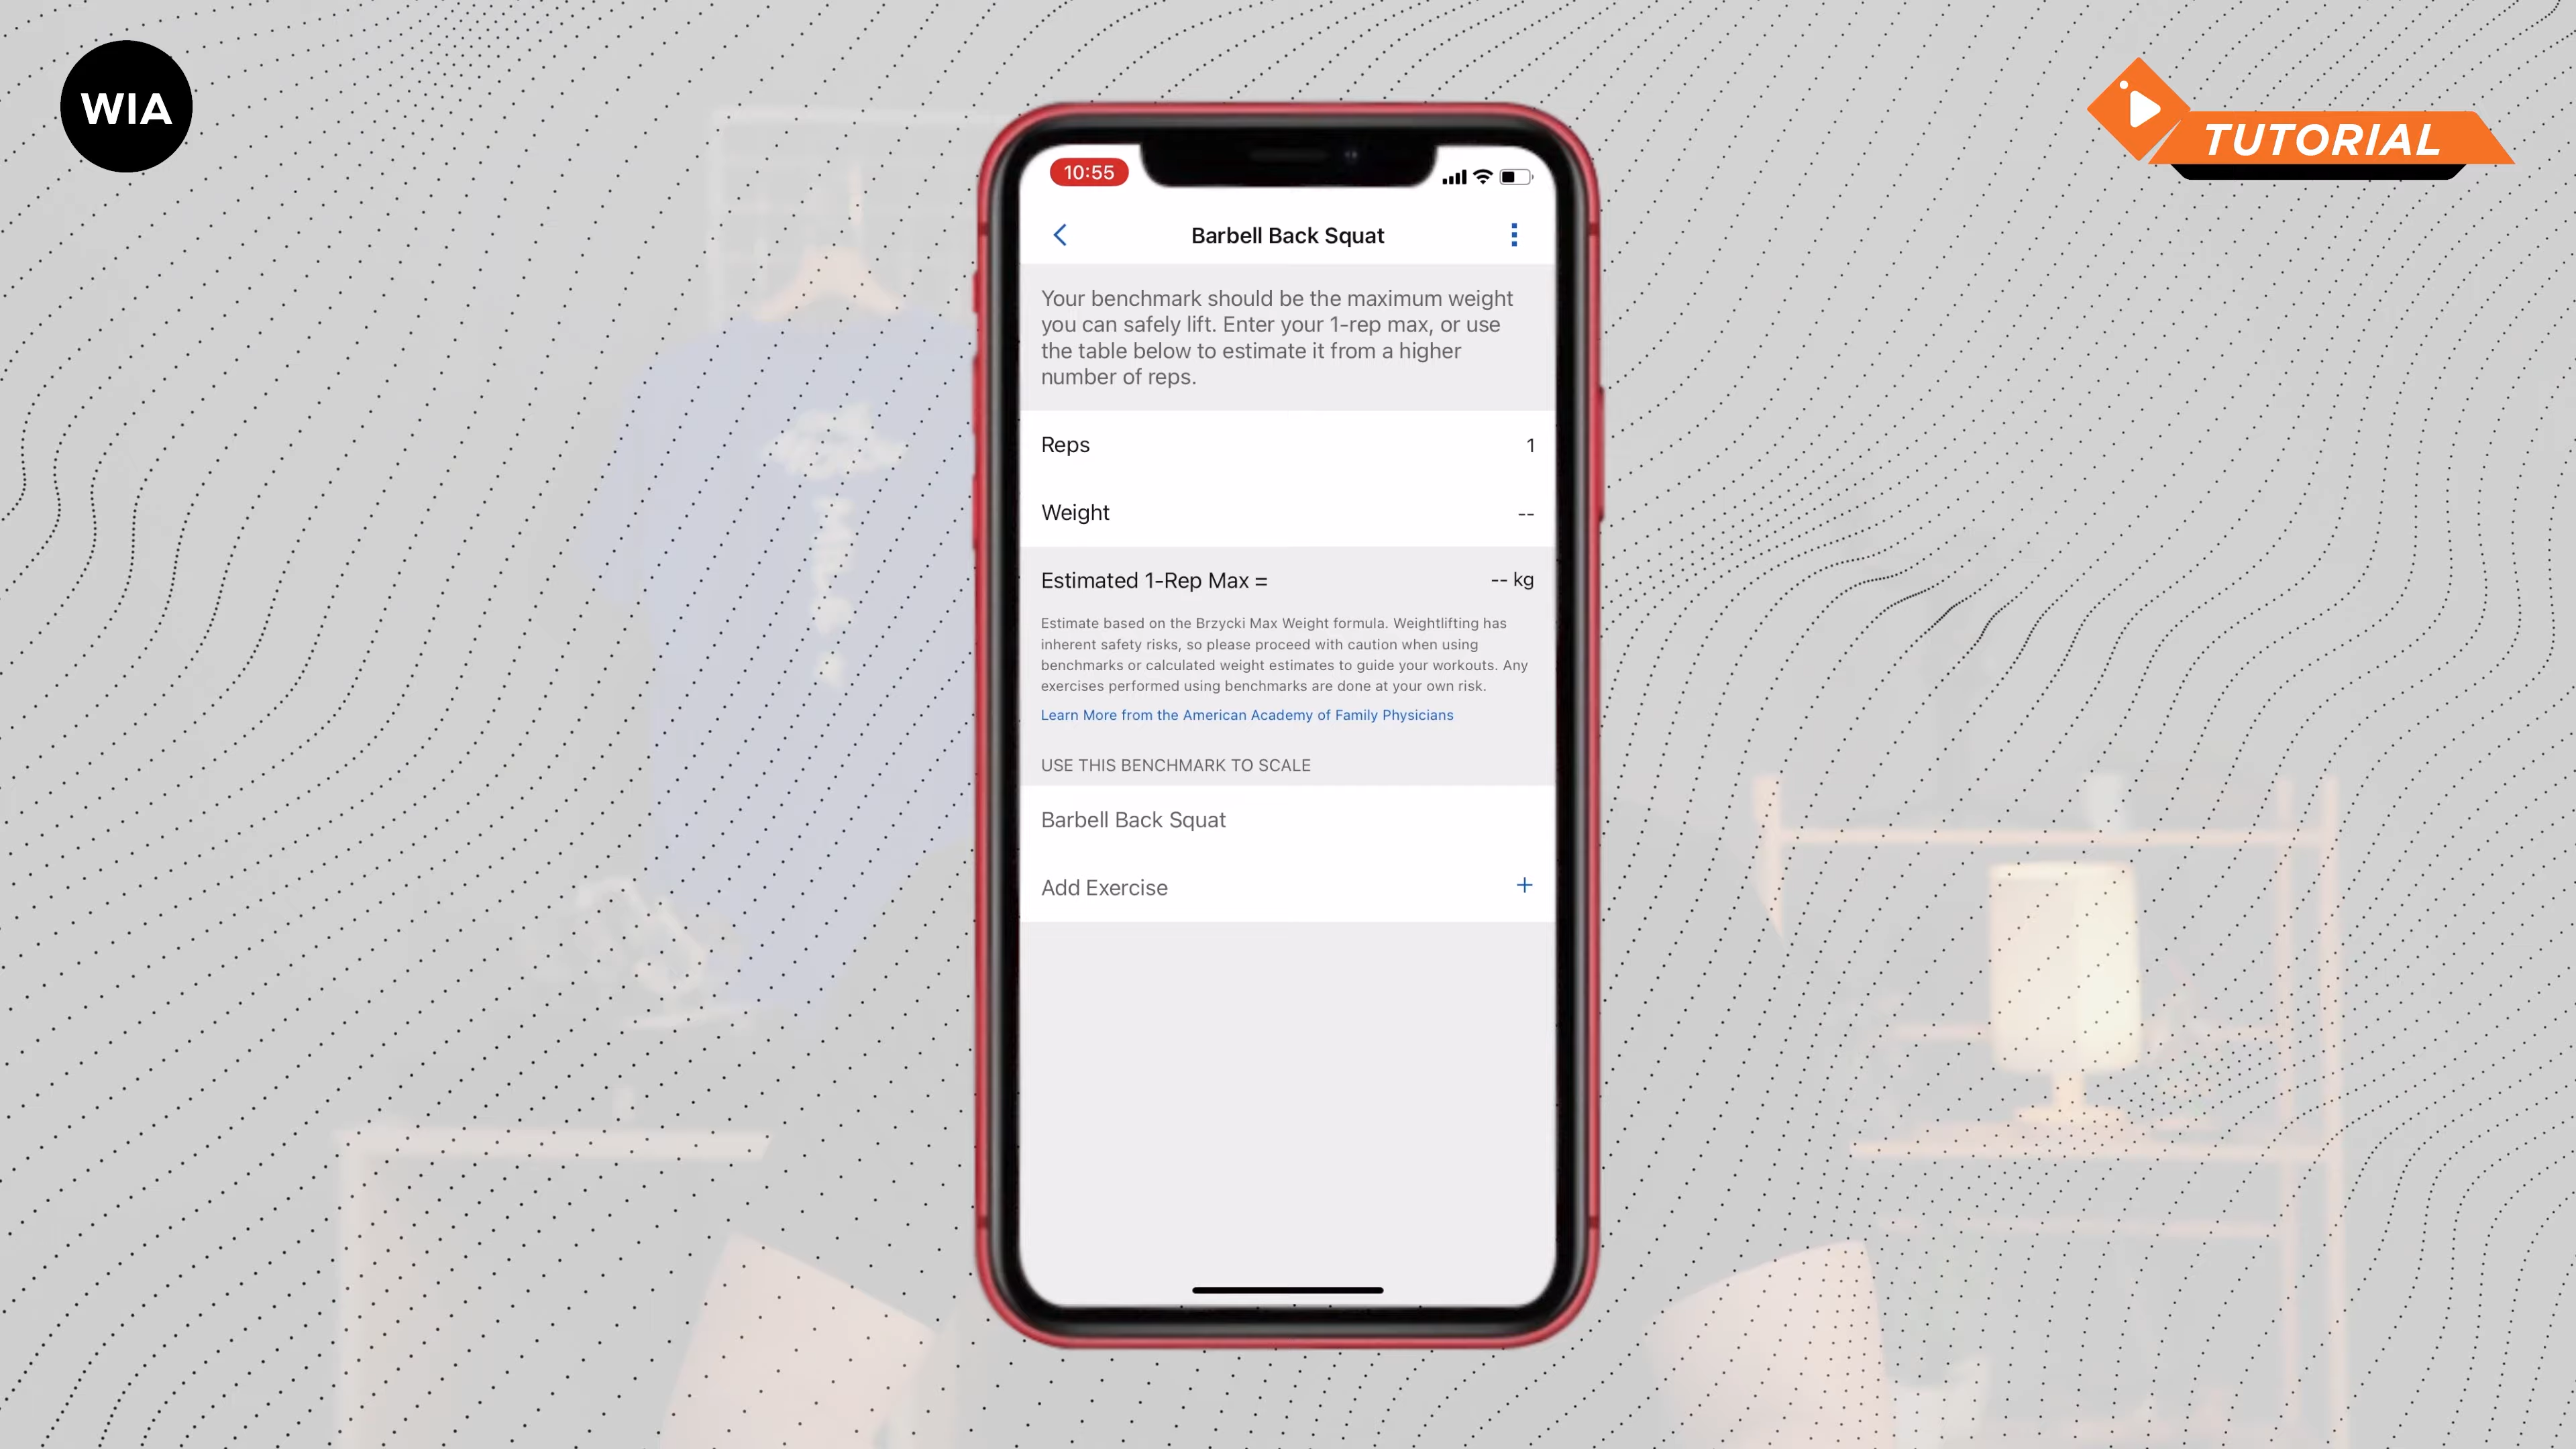 WIA
TUTORIAL
10:55
Barbell Back Squat
Your benchmark should be the maximum weight
you can safely lift. Enter your 1-rep max, or use
the table below to estimate it from a higher
number of reps.
Reps 1
Weight --
Estimated 1-Rep Max = -- kg
Estimate based on the Brzycki Max Weight formula. Weightlifting has
inherent safety risks, so please proceed with caution when using
benchmarks or calculated weight estimates to guide your workouts. Any
exercises performed using benchmarks are done at your own risk.
Learn More from the American Academy of Family Physicians
USE THIS BENCHMARK TO SCALE
Barbell Back Squat
Add Exercise +